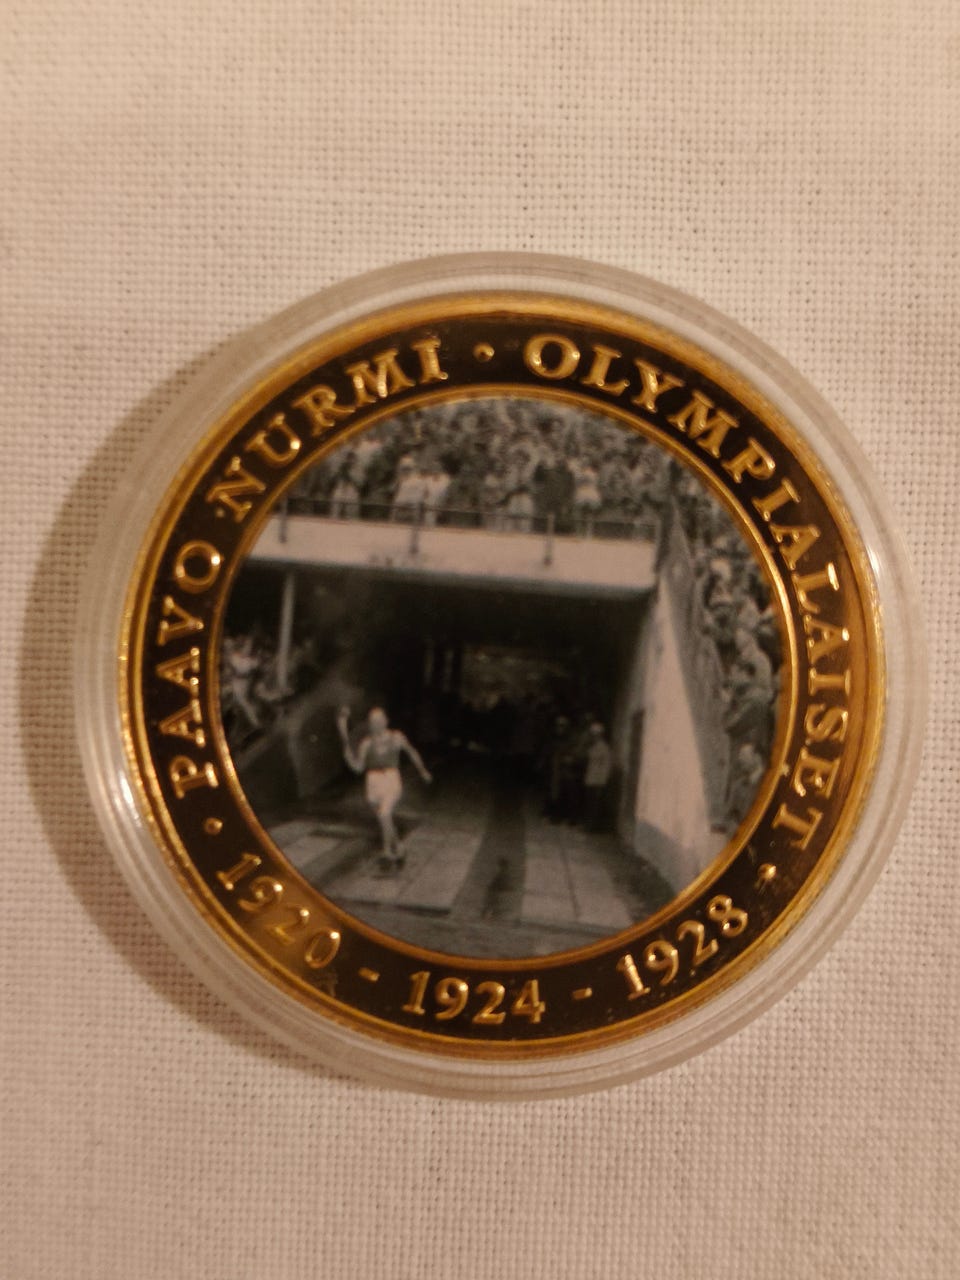 PAAVO NURMI · OLYMPIALAISET
· 1920 - 1924 - 1928 ·